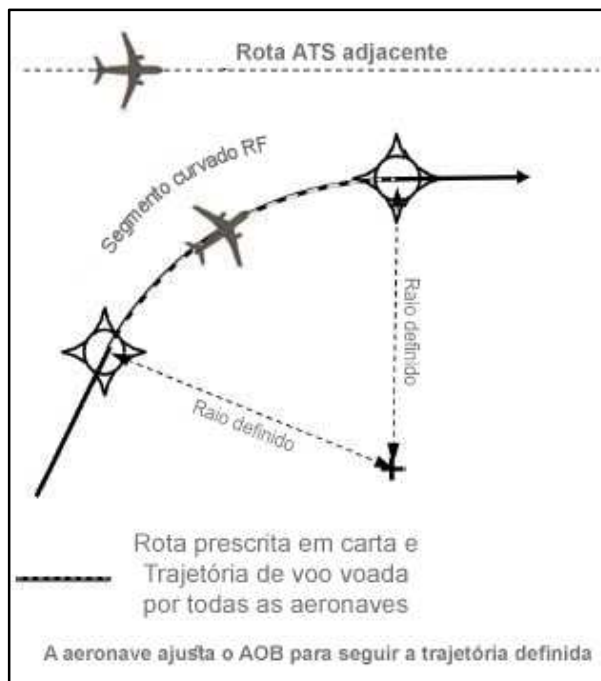 Rota ATS adjacente
Segmento curvado RF
Raio definido
Raio definido
Rota prescrita em carta e
Trajetória de voo voada
por todas as aeronaves
A aeronave ajusta o AOB para seguir a trajetória definida